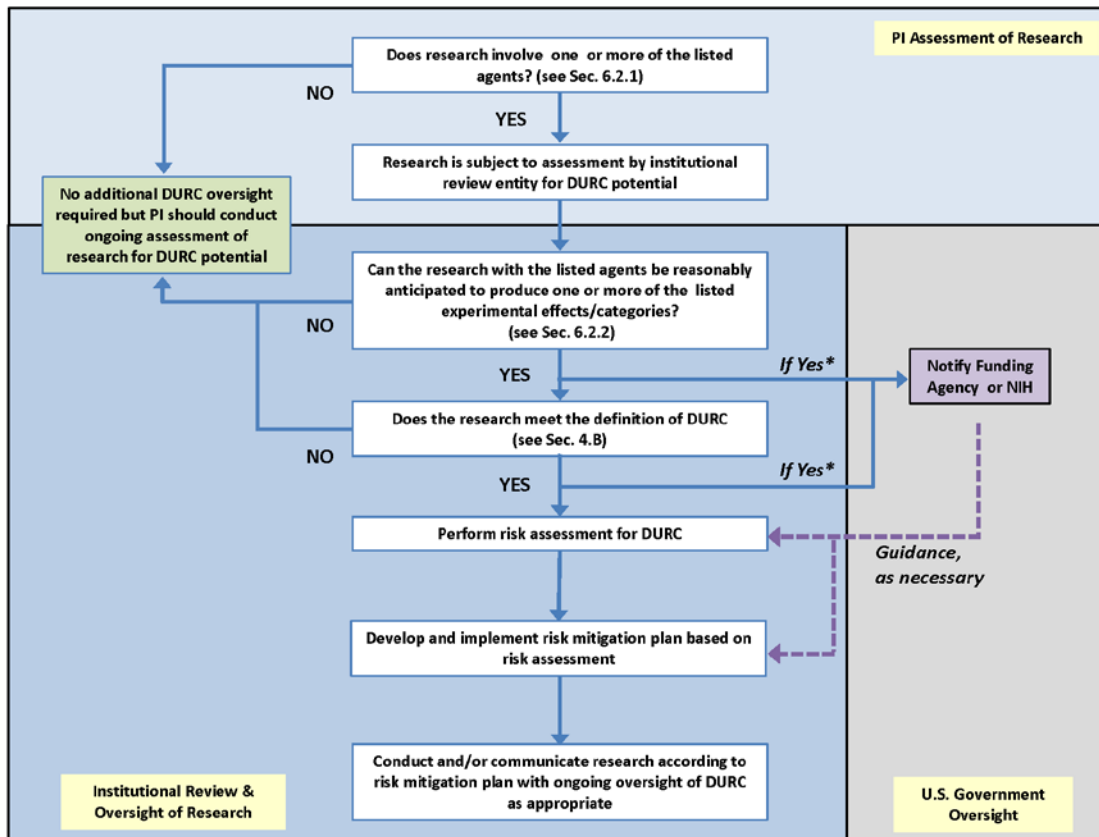 PI Assessment of Research
Does research involve one or more of the listed
agents? (see Sec. 6.2.1)
NO
YES
Research is subject to assessment by institutional
review entity for DURC potential
No additional DURC oversight
required but PI should conduct
ongoing assessment of
research for DURC potential
Can the research with the listed agents be reasonably
anticipated to produce one or more of the listed
experimental effects/categories?
(see Sec. 6.2.2)
NO
YES
If Yes*
Notify Funding
Agency or NIH
Does the research meet the definition of DURC
(see Sec. 4.B)
NO
YES
If Yes*
Perform risk assessment for DURC
Guidance,
as necessary
Develop and implement risk mitigation plan based on
risk assessment
Conduct and/or communicate research according to
risk mitigation plan with ongoing oversight of DURC
as appropriate
Institutional Review &
Oversight of Research
U.S. Government
Oversight